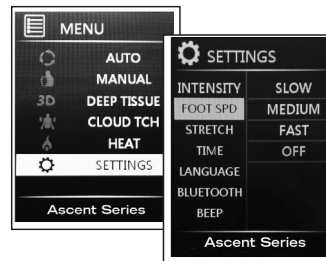 MENU
AUTO
MANUAL
3D DEEP TISSUE
CLOUD TCH
HEAT
SETTINGS
Ascent Series
SETTINGS
INTENSITY SLOW
FOOT SPD MEDIUM
STRETCH FAST
TIME OFF
LANGUAGE
BLUETOOTH
BEEP
Ascent Series